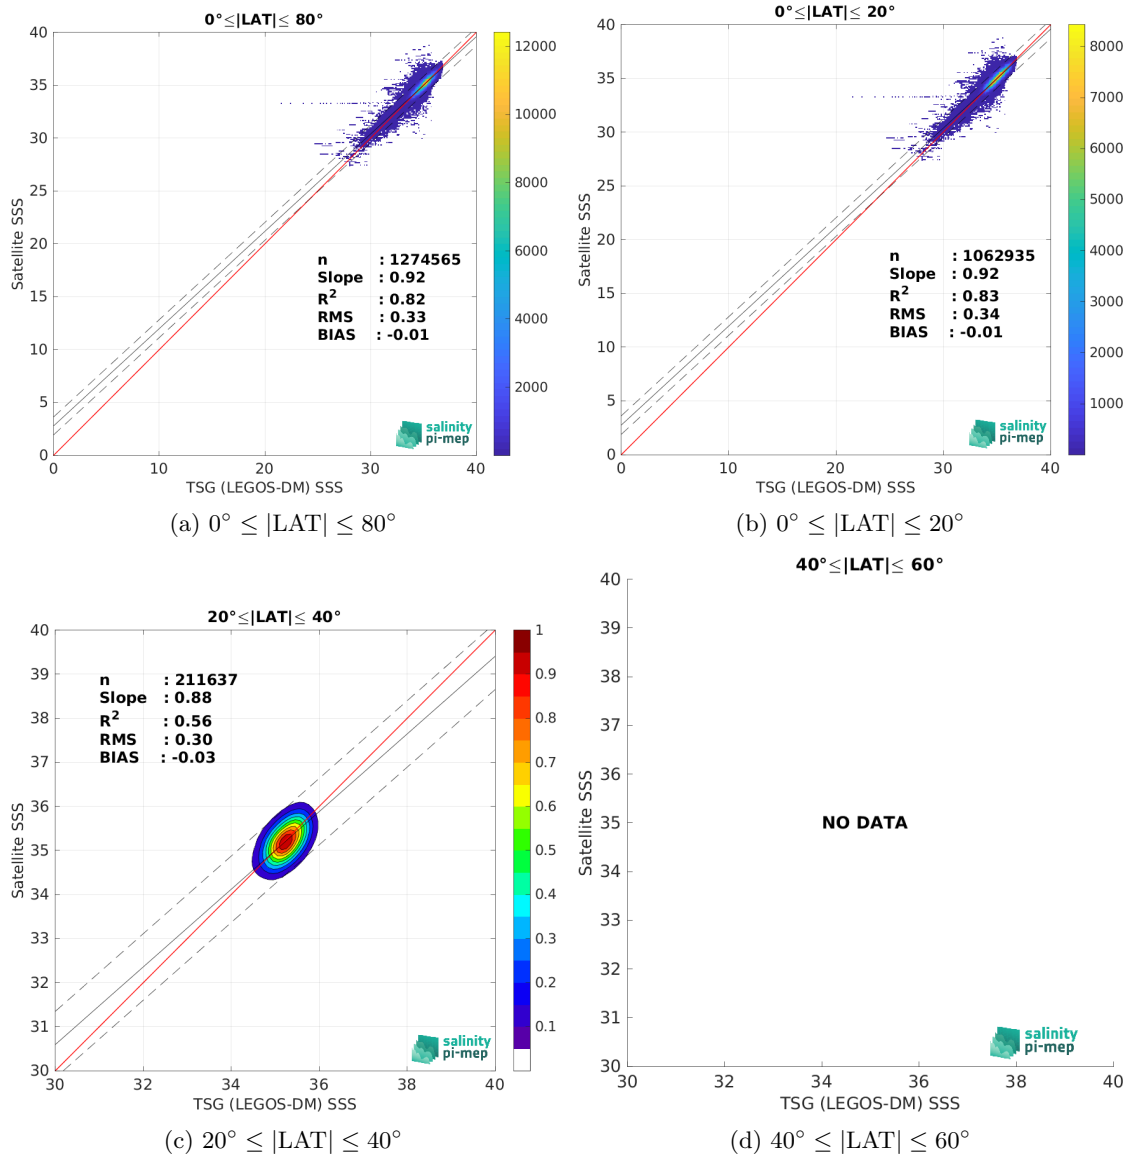 0°≤|LAT|≤ 80°
40
35
30
25
20
15
10
5
0
Satellite SSS
n : 1274565
Slope : 0.92
R² : 0.82
RMS : 0.33
BIAS : -0.01
salinity
pi-mep
0 10 20 30 40
TSG (LEGOS-DM) SSS
12000
10000
8000
6000
4000
2000
(a) 0° ≤ |LAT| ≤ 80°
0°≤|LAT|≤ 20°
40
35
30
25
20
15
10
5
0
Satellite SSS
n : 1062935
Slope : 0.92
R² : 0.83
RMS : 0.34
BIAS : -0.01
salinity
pi-mep
0 10 20 30 40
TSG (LEGOS-DM) SSS
8000
7000
6000
5000
4000
3000
2000
1000
(b) 0° ≤ |LAT| ≤ 20°
20°≤|LAT|≤ 40°
40
39
38
37
36
35
34
33
32
31
30
Satellite SSS
n : 211637
Slope : 0.88
R² : 0.56
RMS : 0.30
BIAS : -0.03
salinity
pi-mep
30 32 34 36 38 40
TSG (LEGOS-DM) SSS
1
0.9
0.8
0.7
0.6
0.5
0.4
0.3
0.2
0.1
(c) 20° ≤ |LAT| ≤ 40°
40°≤|LAT|≤ 60°
40
39
38
37
36
35
34
33
32
31
30
Satellite SSS
NO DATA
salinity
pi-mep
30 32 34 36 38 40
TSG (LEGOS-DM) SSS
(d) 40° ≤ |LAT| ≤ 60°